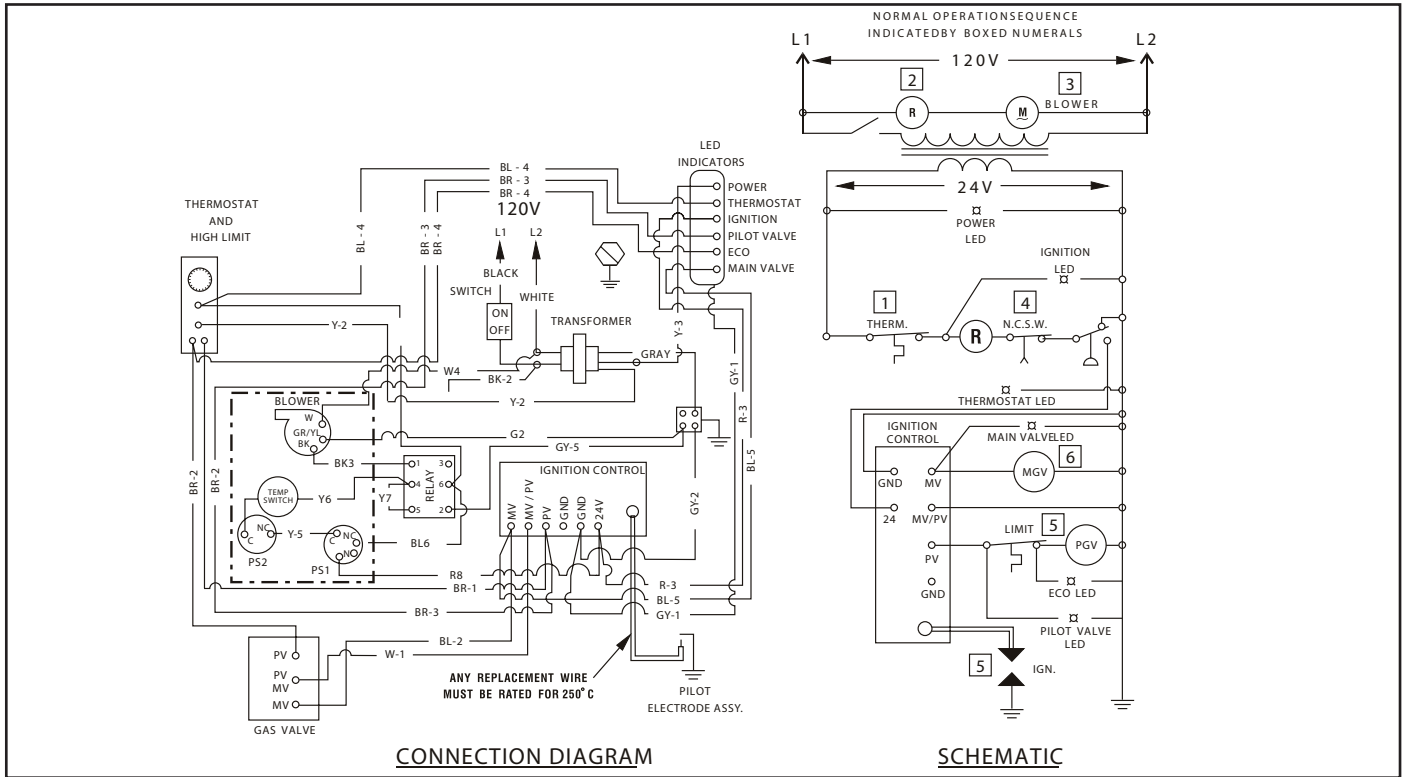 NORMAL OPERATIONSEQUENCE
INDICATEDBY BOXED NUMERALS
L1
L2
120V
2
3
R
M
~
BLOWER
24V
POWER
LED
IGNITION
LED
1
4
THERM.
R
N.C.S.W.
THERMOSTAT LED
IGNITION
CONTROL
MAIN VALVELED
6
GND
MV
MGV
24
MV/PV
LIMIT
5
PV
PGV
GND
ECO LED
PILOT VALVE
LED
5
IGN.
SCHEMATIC
LED
INDICATORS
POWER
THERMOSTAT
IGNITION
PILOT VALVE
ECO
MAIN VALVE
BL - 4
BR - 3
BR - 4
120V
THERMOSTAT
AND
HIGH LIMIT
BL - 4
BR - 3
BR - 4
L1
L2
BLACK
SWITCH
WHITE
ON
OFF
TRANSFORMER
Y-2
Y-3
GRAY
W4
BK-2
Y-2
GY-1
R-3
BL-5
BLOWER
W
GR/YL
BK
G2
GY-5
BK3
1
3
4
6
5
2
RELAY
IGNITION CONTROL
BR-2
BR-2
TEMP
SWITCH
Y6
Y7
MV
MV / PV
PV
GND
GND
24V
GY-2
C
NC
Y-5
C
NC
N
PS2
PS1
BL6
R8
BR-1
R-3
BL-5
BR-3
GY-1
BL-2
W-1
PV
PV
MV
MV
GAS VALVE
ANY REPLACEMENT WIRE
MUST BE RATED FOR 250°C
PILOT
ELECTRODE ASSY.
CONNECTION DIAGRAM